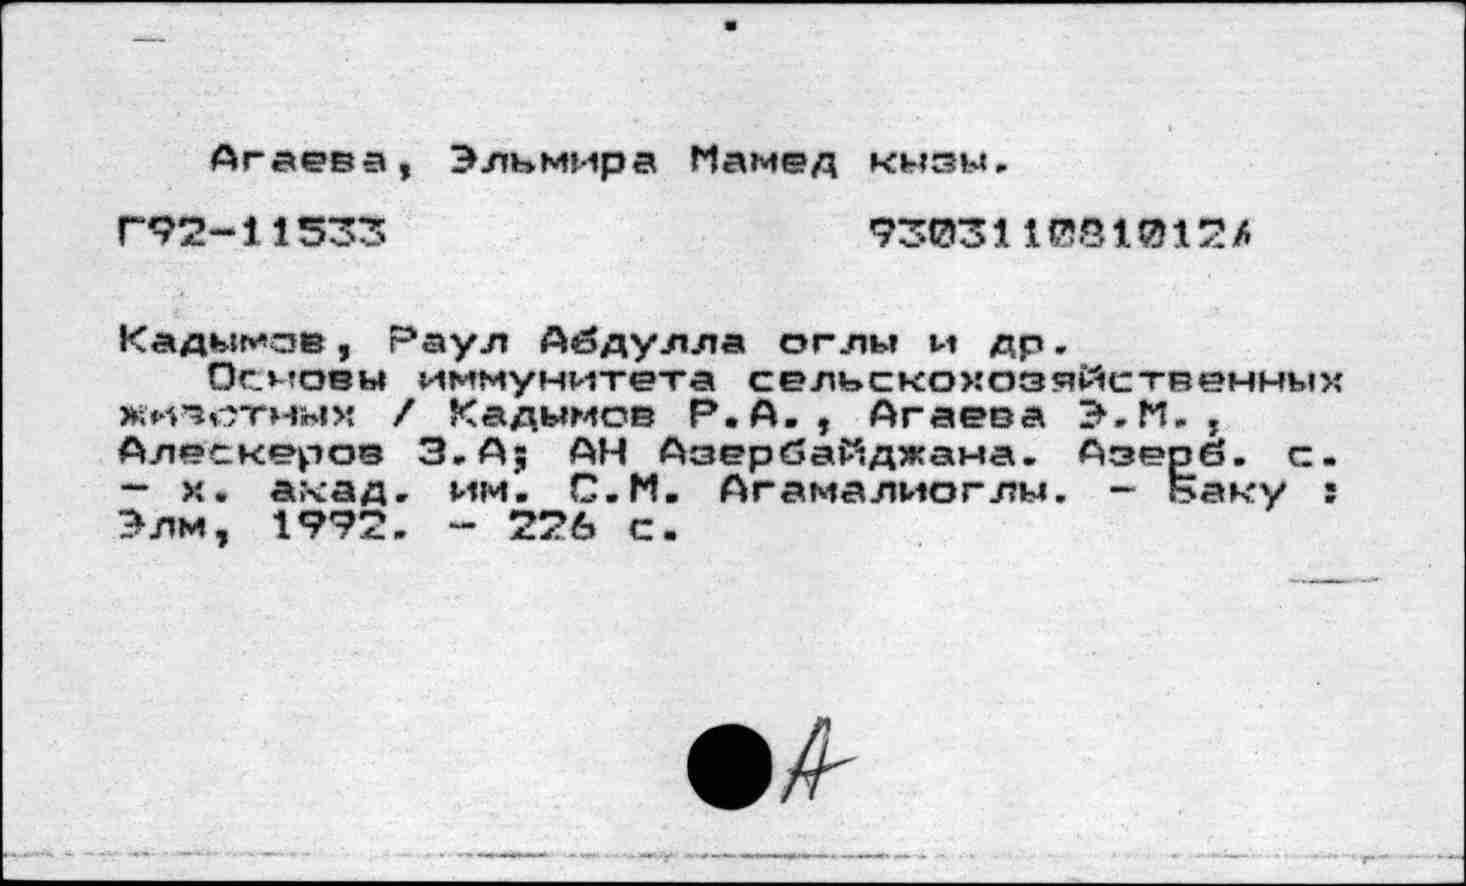 Агаева, Эльмира Мамед кызы.
Г92-11533 930311081012А
Кадымов, Раул Абдулла оглы и др.
Основы иммунитета сельскохозяйственных
животных / Кадымов Р.А., Агаева Э.М.,
Алескеров З.А; АН Азербайджана. Азерб. с.
- х. акад. им. С.М. Агамалиоглы. - Баку :
Элм, 1992. - 226 с.
А